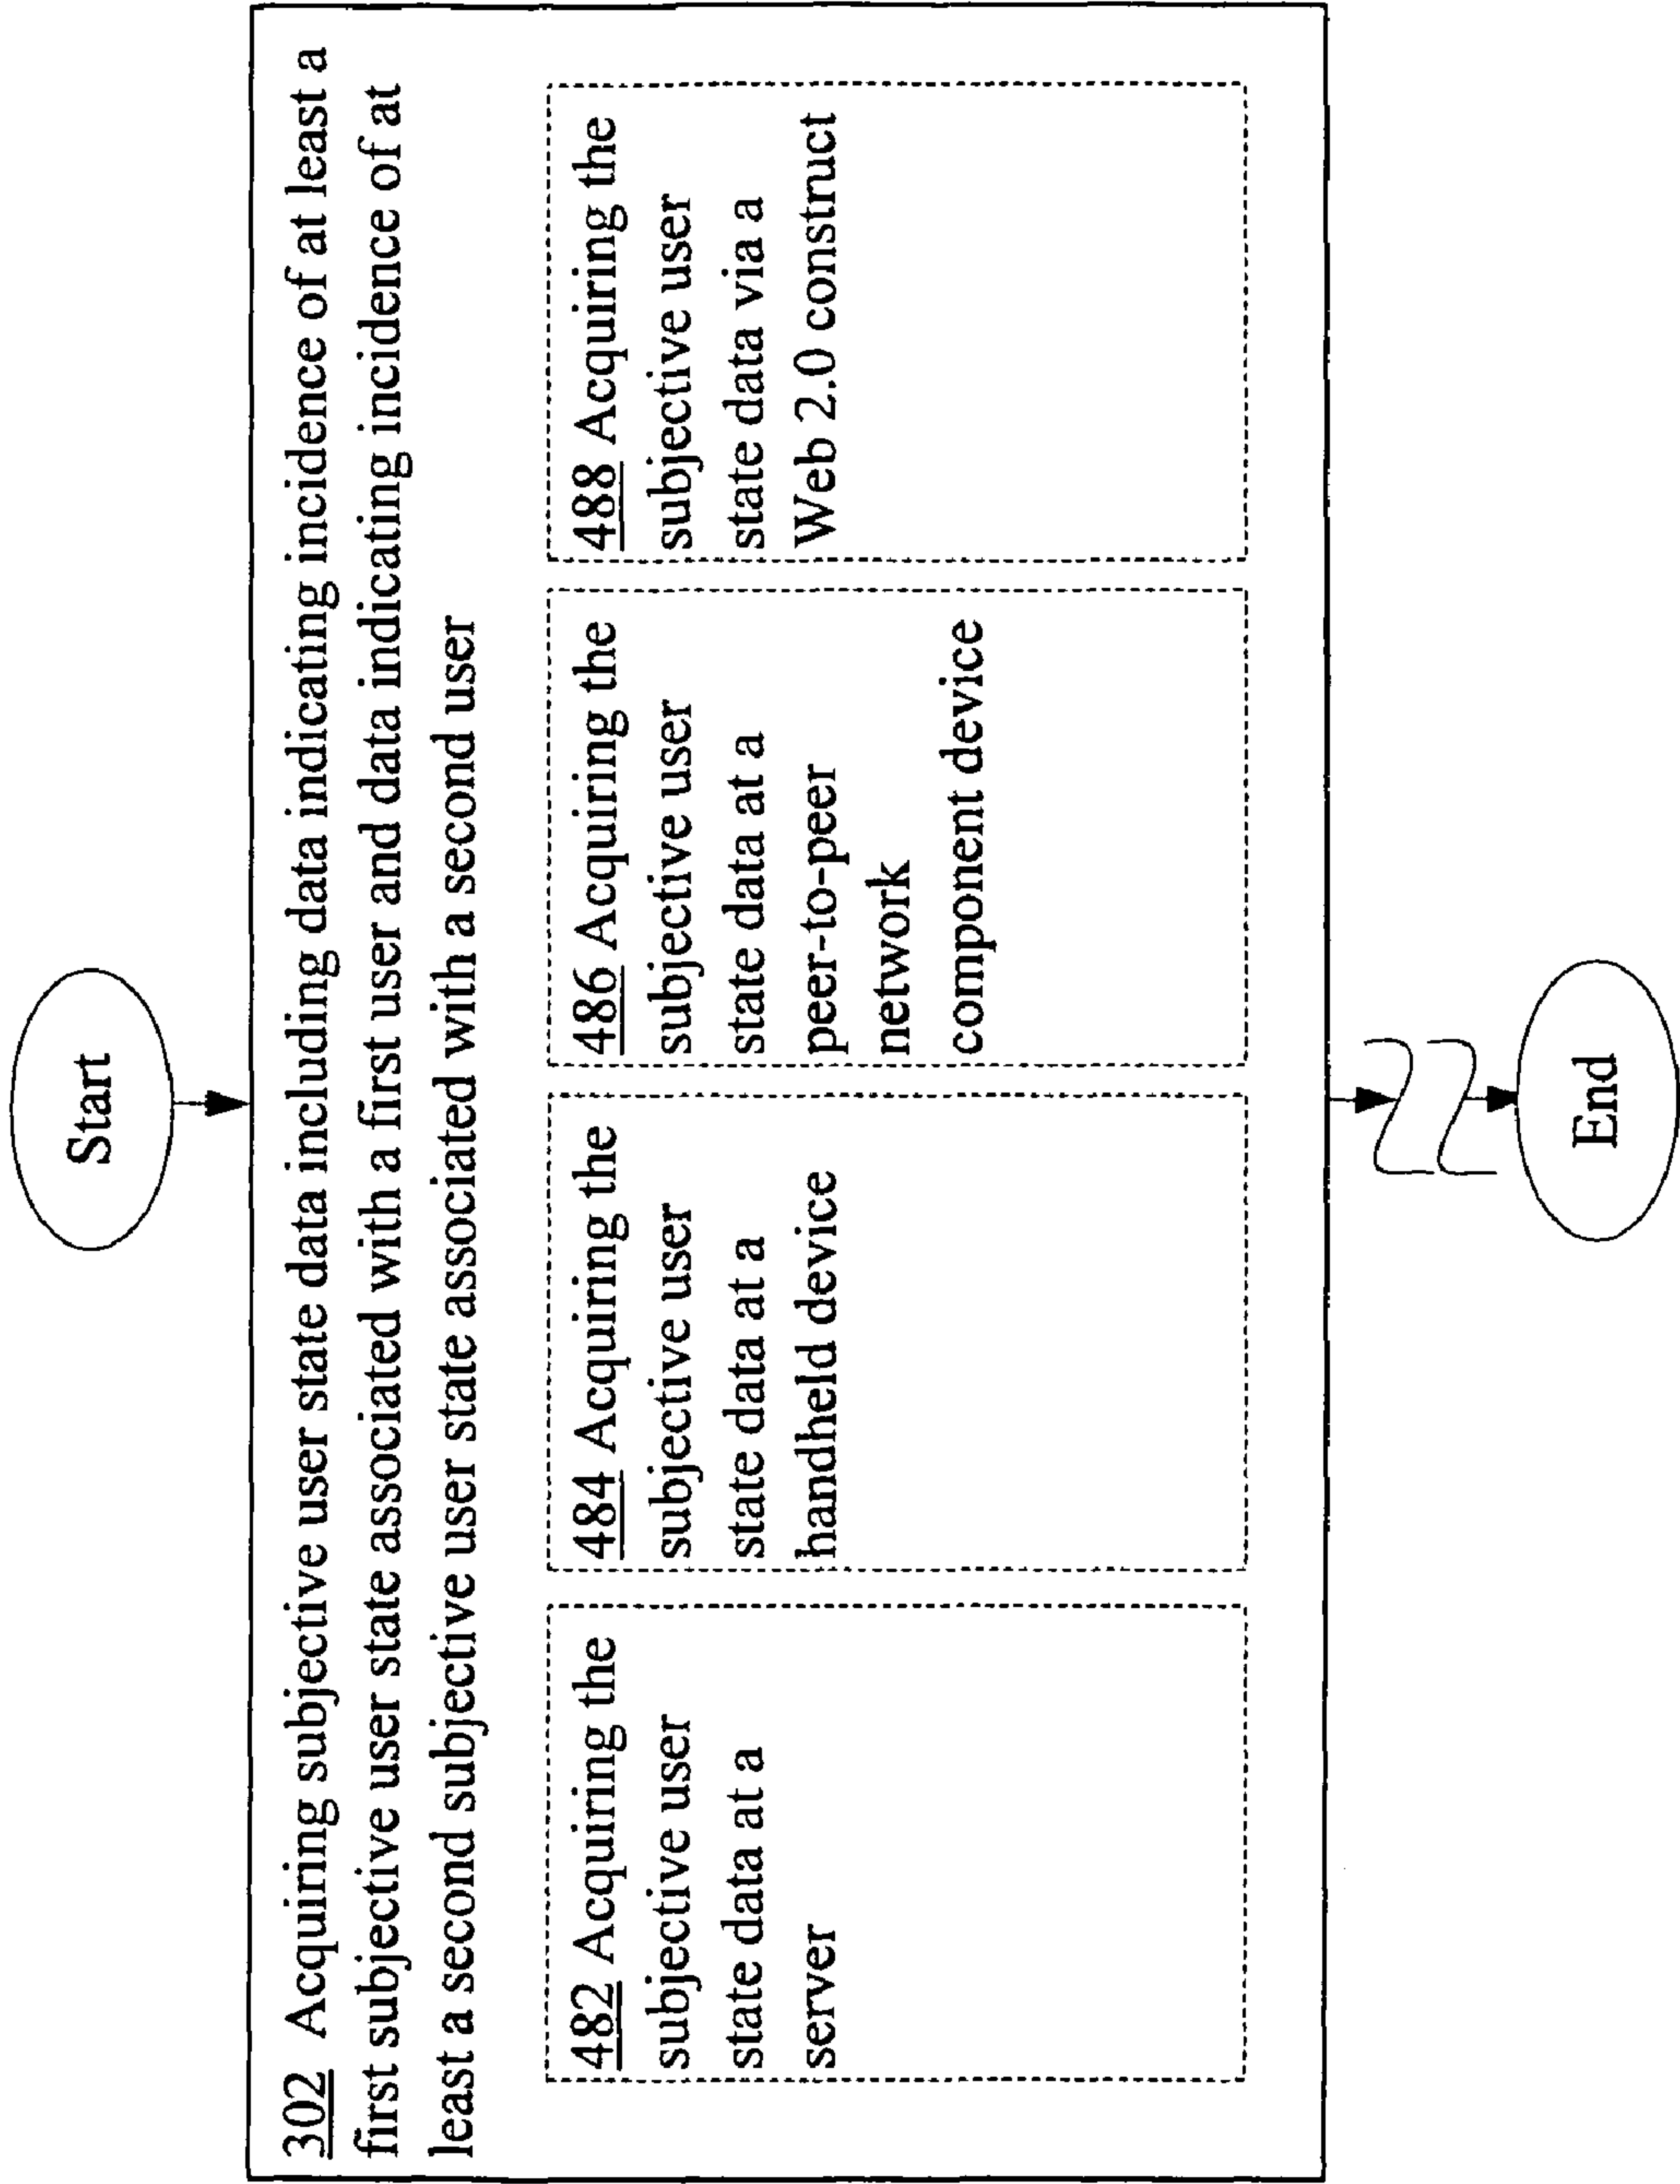 Start
302 Acquiring subjective user state data including data indicating incidence of at least a
first subjective user state associated with a first user and data indicating incidence of at
least a second subjective user state associated with a second user
482 Acquiring the
subjective user
state data at a
server
484 Acquiring the
subjective user
state data at a
handheld device
486 Acquiring the
subjective user
state data at a
peer-to-peer
network
component device
488 Acquiring the
subjective user
state data via a
Web 2.0 construct
End